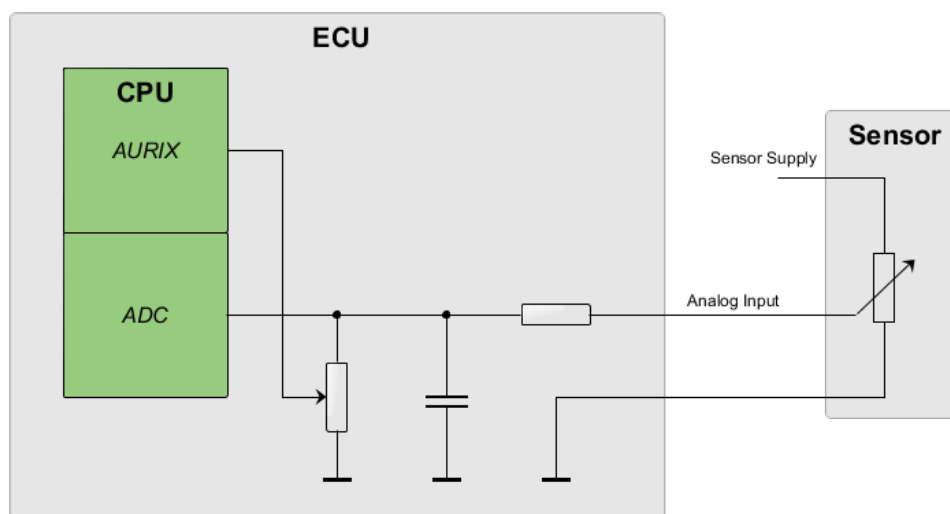 ECU
CPU
AURIX
Sensor
Sensor Supply
ADC
Analog Input